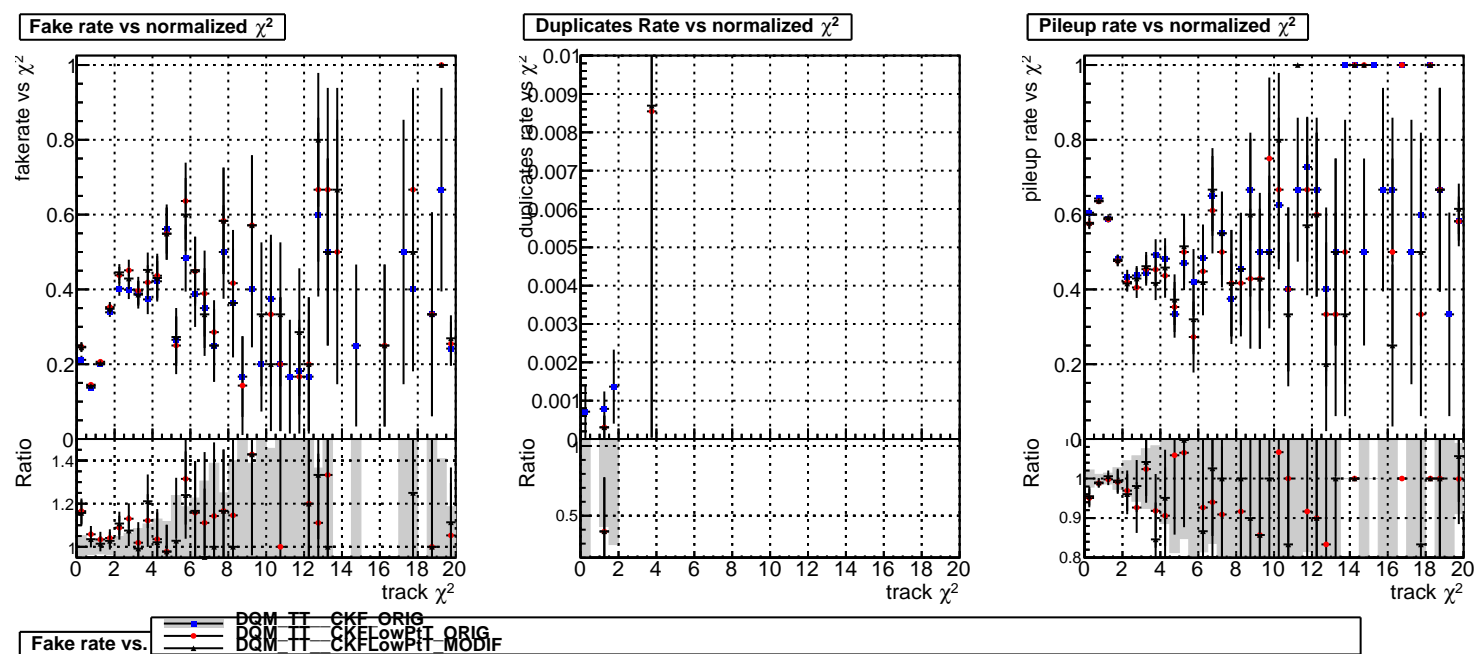 Fake rate vs normalized χ²
fakerate vs χ²
1
0.8
0.6
0.4
0.2
0
Ratio
1.4
1.2
1
0 2 4 6 8 10 12 14 16 18 20
track χ²
Duplicates Rate vs normalized χ²
duplicates rate vs χ²
0.01
0.009
0.008
0.007
0.006
0.005
0.004
0.003
0.002
0.001
0
Ratio
0.5
0 2 4 6 8 10 12 14 16 18 20
track χ²
Pileup rate vs normalized χ²
pileup rate vs χ²
1
0.8
0.6
0.4
0.2
Ratio
1
0.9
0.8
0 2 4 6 8 10 12 14 16 18 20
track χ²
Fake rate vs.
DQM_TT__CKF_ORIG
DQM_TT__CKFLowPtT_ORIG
DQM_TT__CKFLowPtT_MODIF